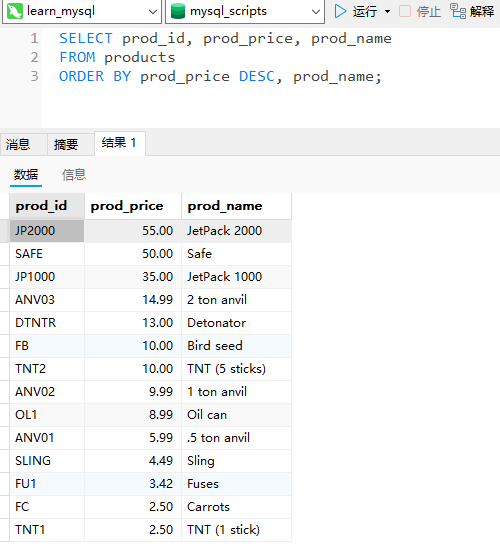 learn_mysql mysql_scripts 运行 停止 解释
1 SELECT prod_id, prod_price, prod_name
2 FROM products
3 ORDER BY prod_price DESC, prod_name;
消息 摘要 结果 1
数据 信息
prod_id prod_price prod_name
JP2000 55.00 JetPack 2000
SAFE 50.00 Safe
JP1000 35.00 JetPack 1000
ANV03 14.99 2 ton anvil
DTNTR 13.00 Detonator
FB 10.00 Bird seed
TNT2 10.00 TNT (5 sticks)
ANV02 9.99 1 ton anvil
OL1 8.99 Oil can
ANV01 5.99 .5 ton anvil
SLING 4.49 Sling
FU1 3.42 Fuses
FC 2.50 Carrots
TNT1 2.50 TNT (1 stick)